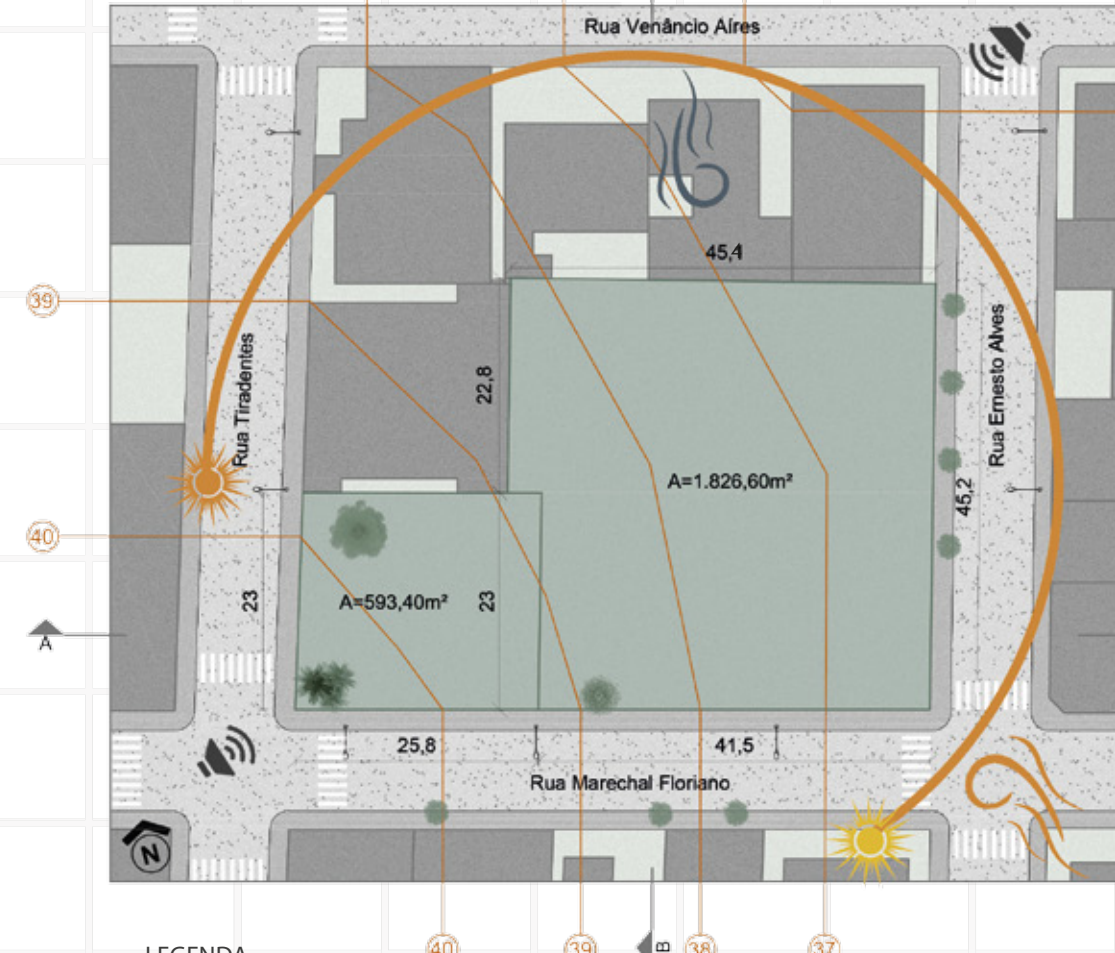 Rua Venâncio Aíres
45,4
39
Rua Tiradentes
22,8
Rua Ernesto Alves
A=1.826,60m²
45,2
40
A=593,40m²
23
23
A
25,8
41,5
Rua Marechal Floriano
N
40
39
38
37
B
LEGENDA